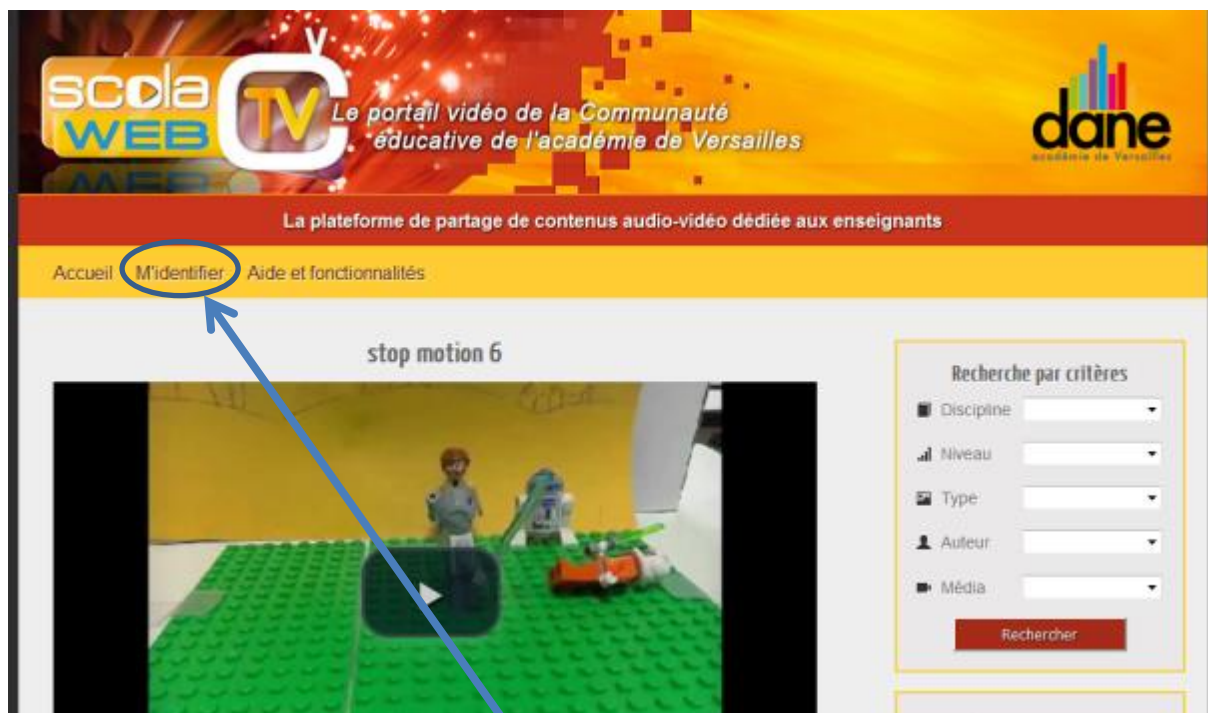 scola
WEB
TV
Le portail vidéo de la Communauté
éducative de l'académie de Versailles
dane
académie de Versailles
La plateforme de partage de contenus audio-vidéo dédiée aux enseignants
Accueil M'identifier Aide et fonctionnalités
stop motion 6
Recherche par critères
Discipline
Niveau
Type
Auteur
Média
Rechercher